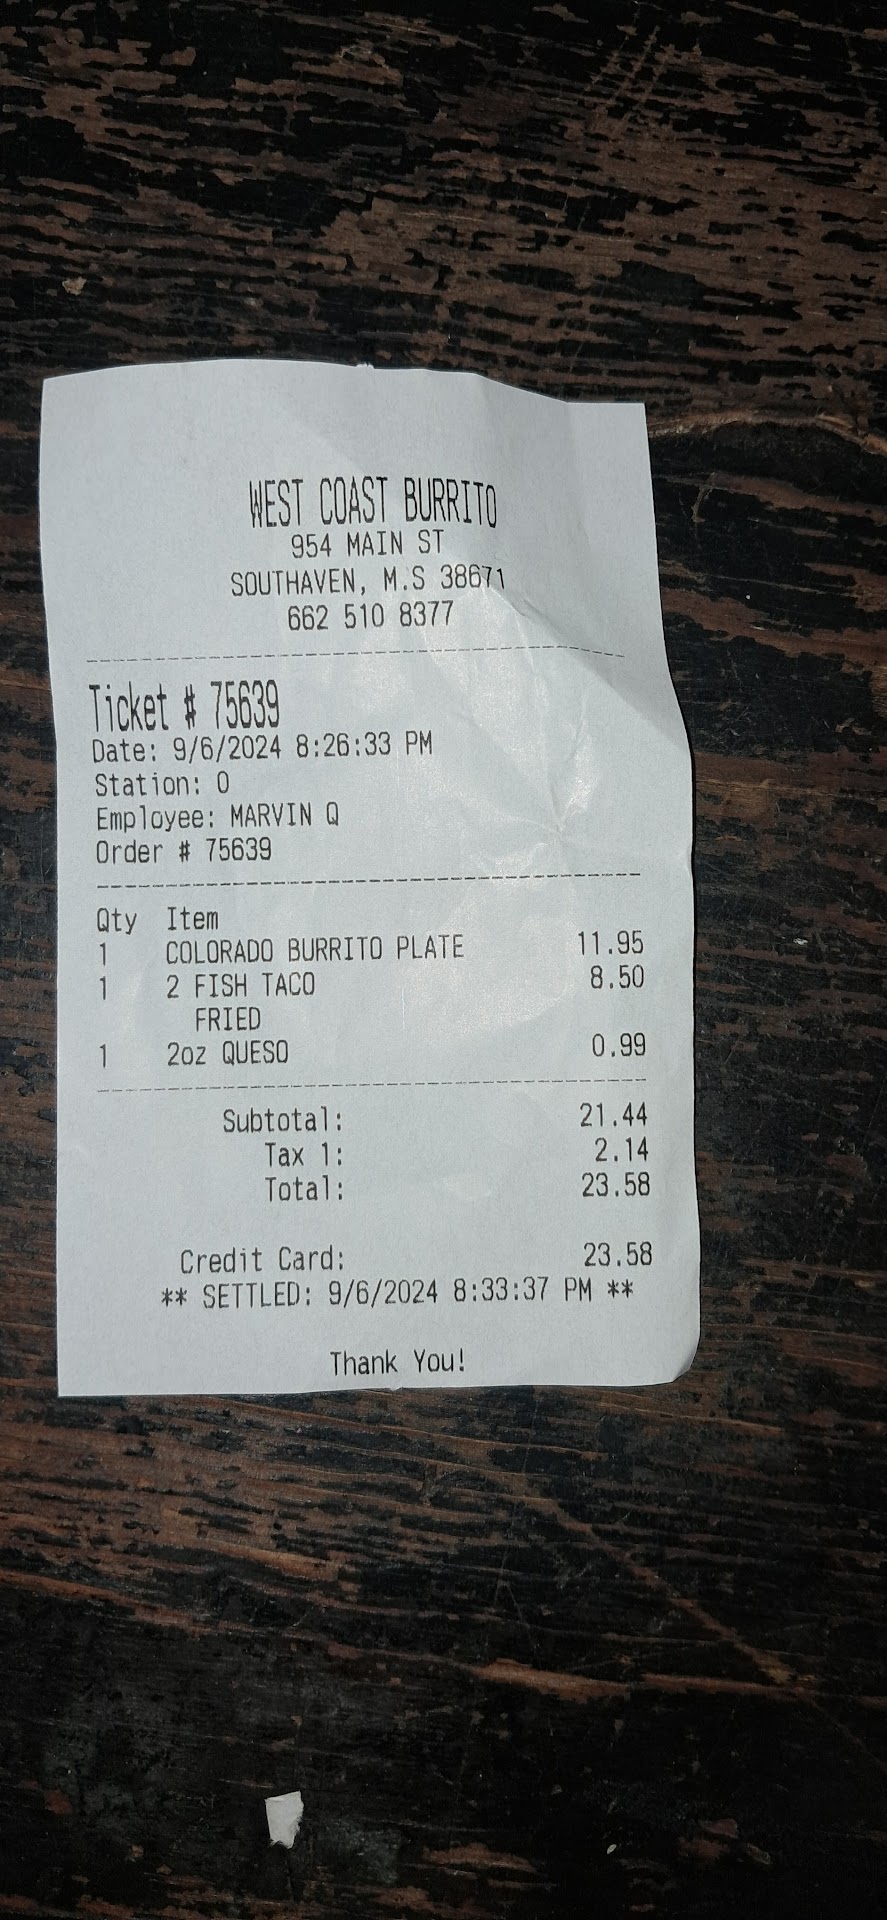 WEST COAST BURRITO
954 MAIN ST
SOUTHAVEN, M.S 38671
662 510 8377
Ticket # 75639
Date: 9/6/2024 8:26:33 PM
Station: 0
Employee: MARVIN Q
Order # 75639
Qty Item
1 COLORADO BURRITO PLATE 11.95
1 2 FISH TACO 8.50
FRIED
1 2oz QUESO 0.99
Subtotal: 21.44
Tax 1: 2.14
Total: 23.58
Credit Card: 23.58
** SETTLED: 9/6/2024 8:33:37 PM **
Thank You!